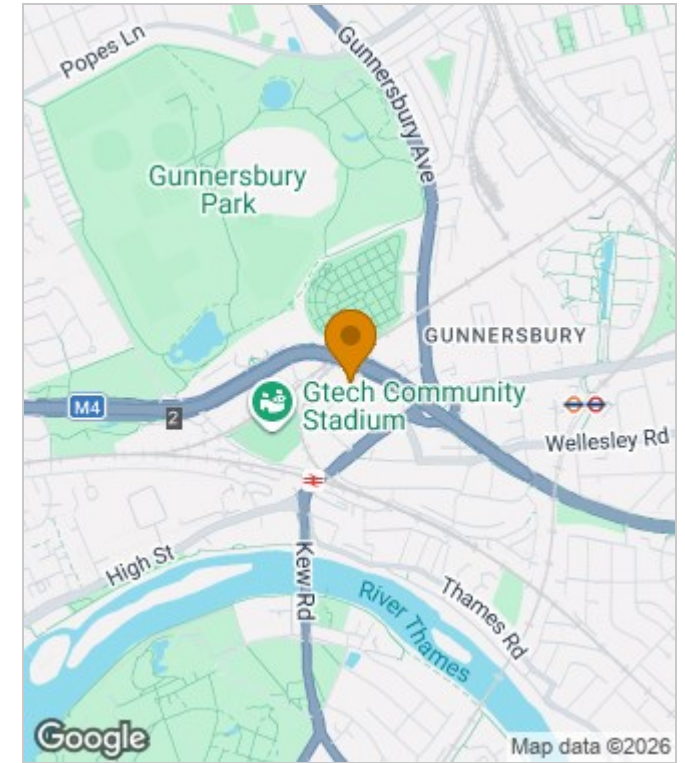 Popes Ln
Gunnersbury Ave
Gunnersbury
Park
GUNNERSBURY
M4
2
Gtech Community
Stadium
Wellesley Rd
High St
Kew Rd
River Thames
Thames Rd
Google
Map data ©2026